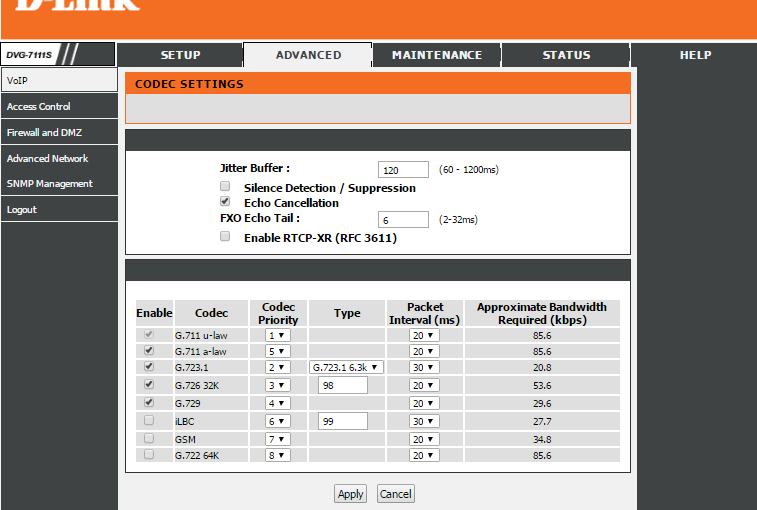 D-Link
DVG-7111S
SETUP
ADVANCED
MAINTENANCE
STATUS
HELP
VoIP
Access Control
Firewall and DMZ
Advanced Network
SNMP Management
Logout
CODEC SETTINGS
Jitter Buffer : 120 (60 - 1200ms)
Silence Detection / Suppression
Echo Cancellation
FXO Echo Tail : 6 (2-32ms)
Enable RTCP-XR (RFC 3611)
Enable Codec Codec Priority Type Packet Interval (ms) Approximate Bandwidth Required (kbps)
G.711 u-law 1 20 85.6
G.711 a-law 5 20 85.6
G.723.1 2 G.723.1 6.3k 30 20.8
G.726 32K 3 98 20 53.6
G.729 4 20 29.6
iLBC 6 99 30 27.7
GSM 7 20 34.8
G.722 64K 8 20 85.6
Apply Cancel